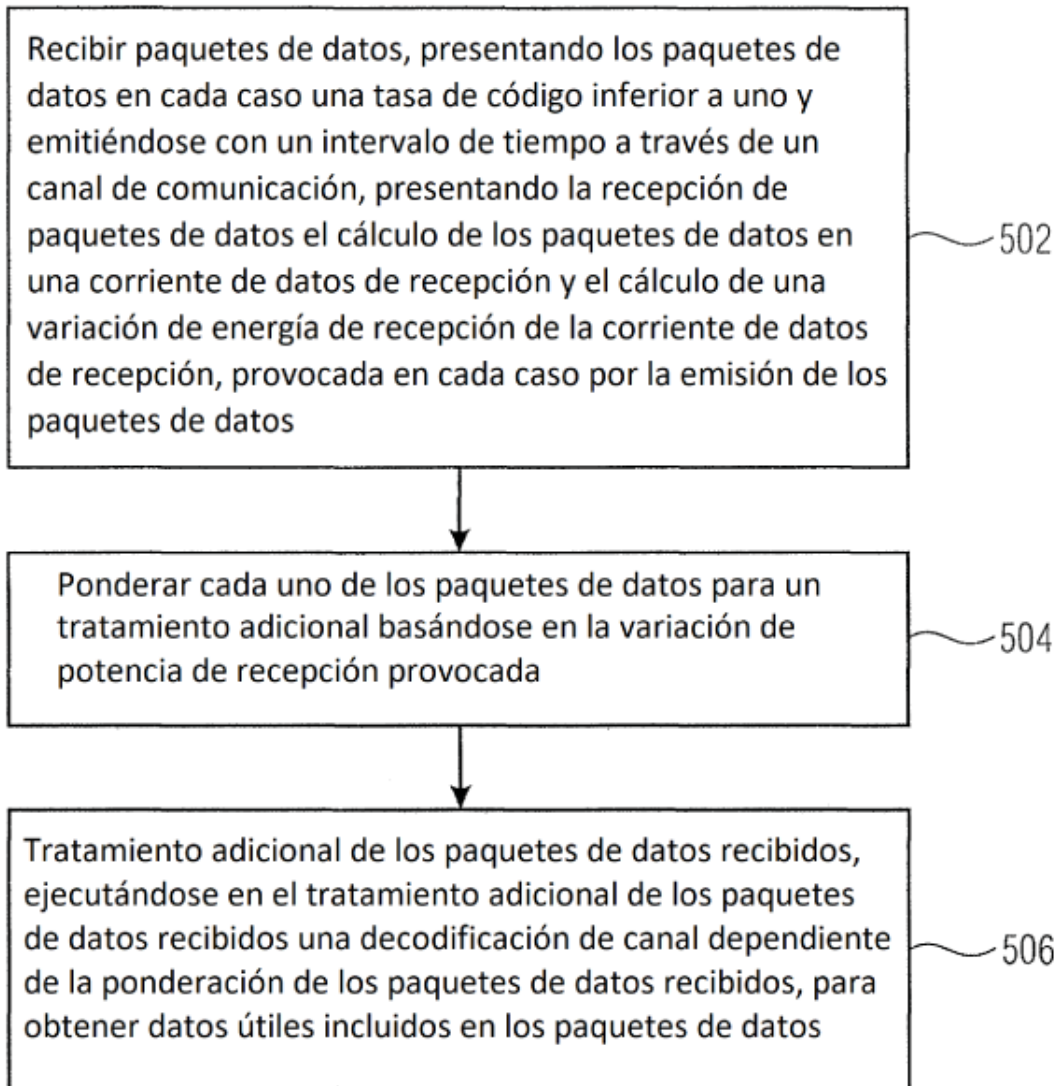 Recibir paquetes de datos, presentando los paquetes de
datos en cada caso una tasa de código inferior a uno y
emitiéndose con un intervalo de tiempo a través de un
canal de comunicación, presentando la recepción de
paquetes de datos el cálculo de los paquetes de datos en
una corriente de datos de recepción y el cálculo de una
variación de energía de recepción de la corriente de datos
de recepción, provocada en cada caso por la emisión de los
paquetes de datos
502
Ponderar cada uno de los paquetes de datos para un
tratamiento adicional basándose en la variación de
potencia de recepción provocada
504
Tratamiento adicional de los paquetes de datos recibidos,
ejecutándose en el tratamiento adicional de los paquetes
de datos recibidos una decodificación de canal dependiente
de la ponderación de los paquetes de datos recibidos, para
obtener datos útiles incluidos en los paquetes de datos
506